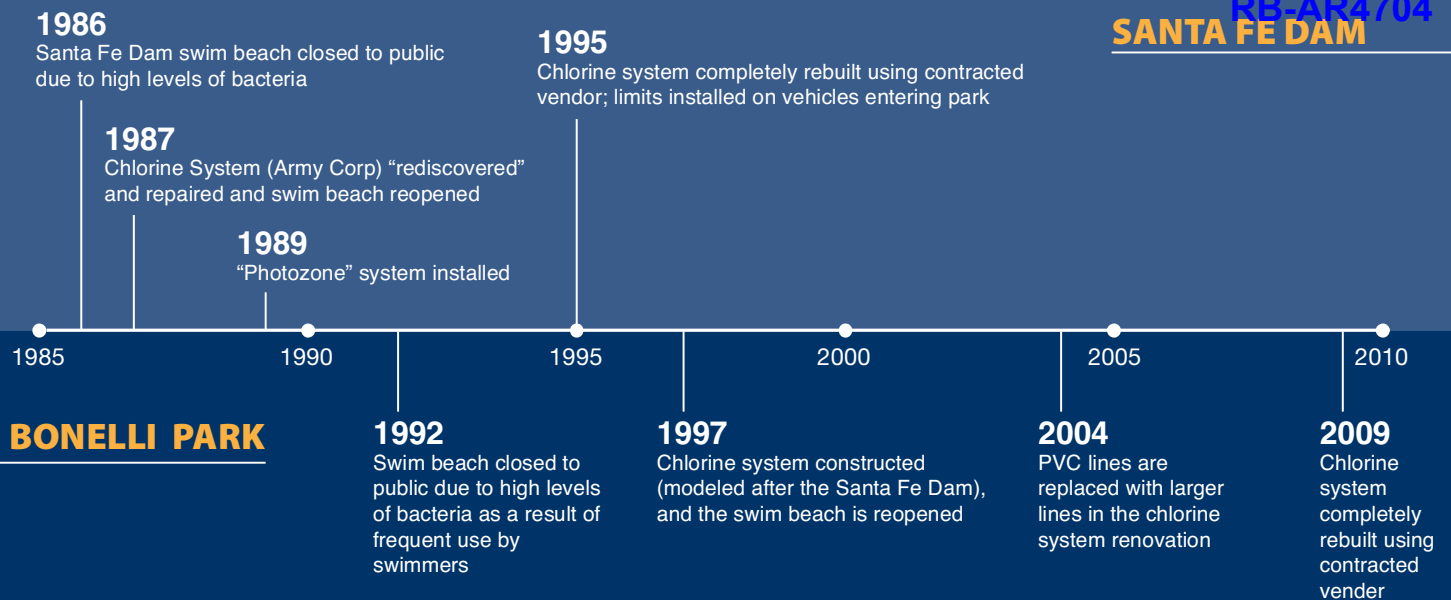 RB-AR4704
SANTA FE DAM
1986
Santa Fe Dam swim beach closed to public
due to high levels of bacteria
1995
Chlorine system completely rebuilt using contracted
vendor; limits installed on vehicles entering park
1987
Chlorine System (Army Corp) “rediscovered”
and repaired and swim beach reopened
1989
“Photozone” system installed
1985
1990
1995
2000
2005
2010
BONELLI PARK
1992
Swim beach closed to
public due to high levels
of bacteria as a result of
frequent use by
swimmers
1997
Chlorine system constructed
(modeled after the Santa Fe Dam),
and the swim beach is reopened
2004
PVC lines are
replaced with larger
lines in the chlorine
system renovation
2009
Chlorine
system
completely
rebuilt using
contracted
vender